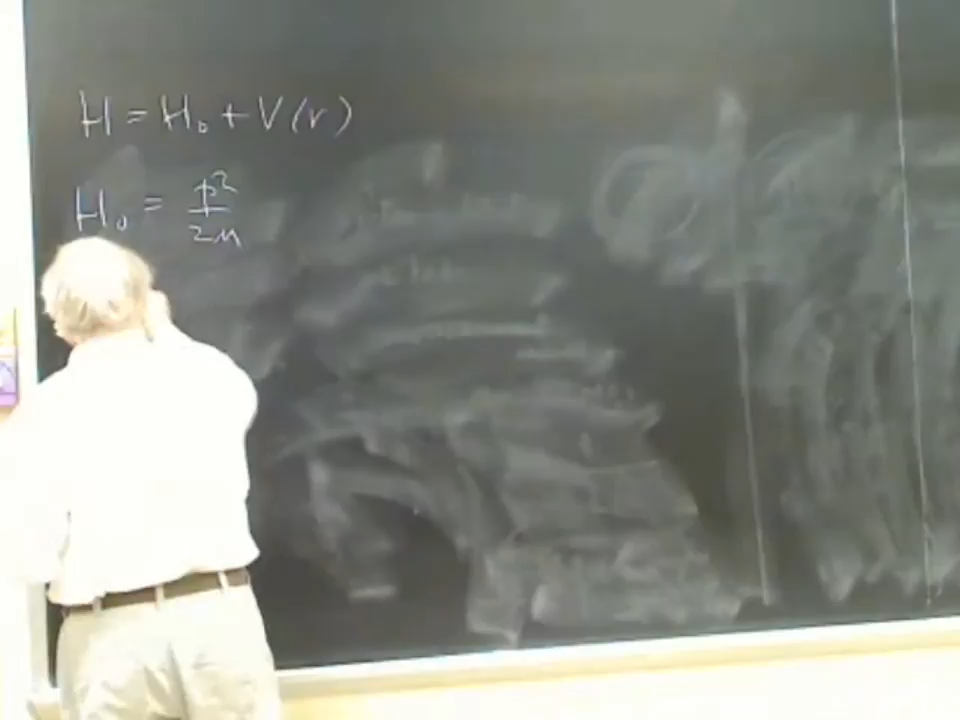 H = H₀ + V(r)
H₀ = p²/2m